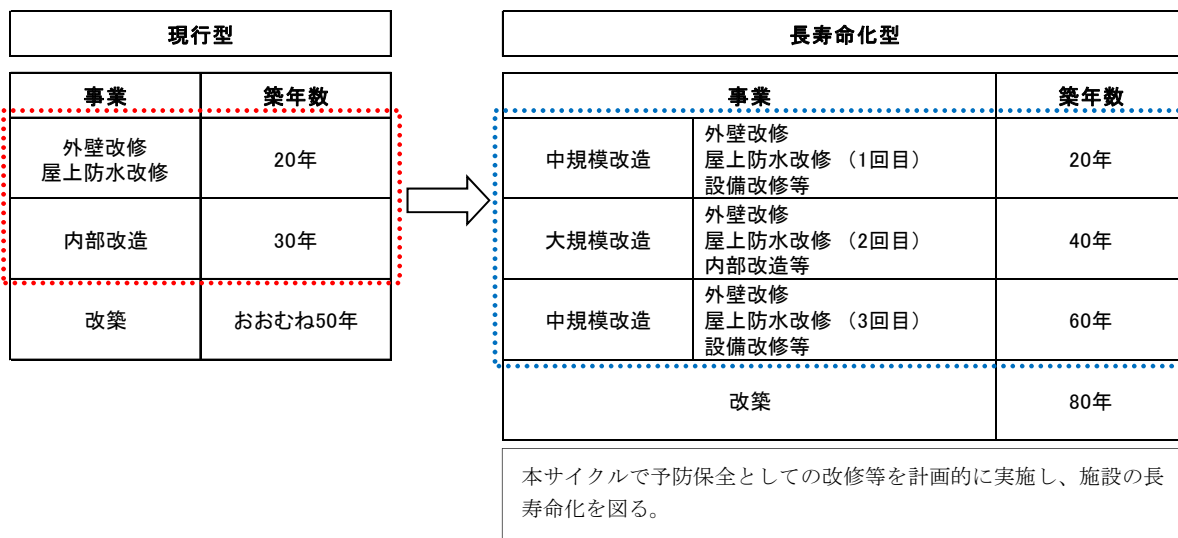 現行型
事業 築年数
外壁改修
屋上防水改修
20年
内部改造 30年
改築 おおむね50年
長寿命化型
事業 築年数
中規模改造
外壁改修
屋上防水改修 （1回目）
設備改修等
20年
大規模改造
外壁改修
屋上防水改修 （2回目）
内部改造等
40年
中規模改造
外壁改修
屋上防水改修 （3回目）
設備改修等
60年
改築 80年
本サイクルで予防保全としての改修等を計画的に実施し、施設の長
寿命化を図る。